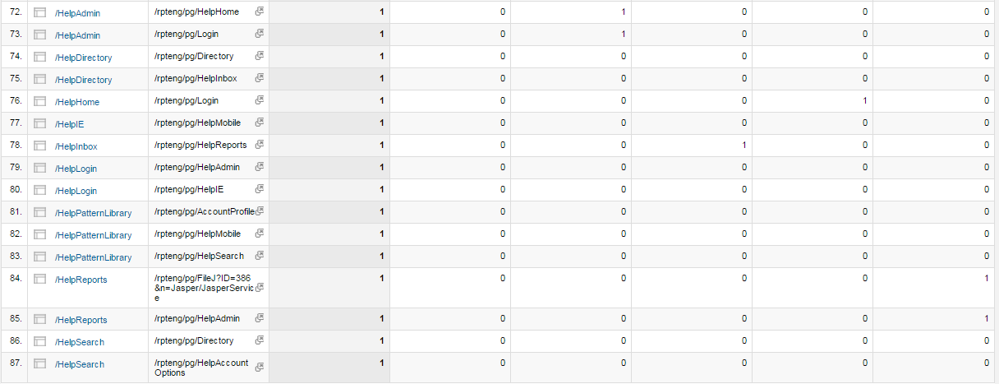 72. /HelpAdmin /rpteng/pg/HelpHome 1 0 1 0 0 0
73. /HelpAdmin /rpteng/pg/Login 1 0 1 0 0 0
74. /HelpDirectory /rpteng/pg/Directory 1 0 0 0 0 0
75. /HelpDirectory /rpteng/pg/HelpInbox 1 0 0 0 0 0
76. /HelpHome /rpteng/pg/Login 1 0 0 0 1 0
77. /HelpIE /rpteng/pg/HelpMobile 1 0 0 0 0 0
78. /HelpInbox /rpteng/pg/HelpReports 1 0 0 1 0 0
79. /HelpLogin /rpteng/pg/HelpAdmin 1 0 0 0 0 0
80. /HelpLogin /rpteng/pg/HelpIE 1 0 0 0 0 0
81. /HelpPatternLibrary /rpteng/pg/AccountProfile 1 0 0 0 0 0
82. /HelpPatternLibrary /rpteng/pg/HelpMobile 1 0 0 0 0 0
83. /HelpPatternLibrary /rpteng/pg/HelpSearch 1 0 0 0 0 0
84. /HelpReports /rpteng/pg/FileJ?ID=386 1 0 0 0 0 1
&n=Jasper/JasperServic
e
85. /HelpReports /rpteng/pg/HelpAdmin 1 0 0 0 0 1
86. /HelpSearch /rpteng/pg/Directory 1 0 0 0 0 0
87. /HelpSearch /rpteng/pg/HelpAccount 1 0 0 0 0 0
Options